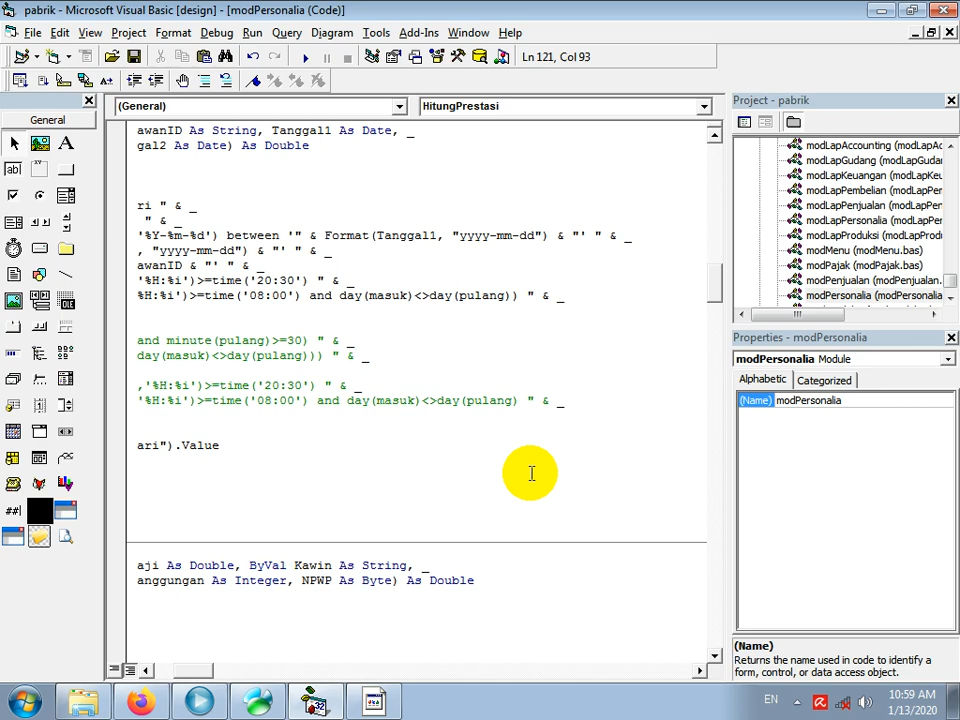 pabrik - Microsoft Visual Basic [design] - [modPersonalia (Code)]
File Edit View Project Format Debug Run Query Diagram Tools Add-Ins Window Help
Ln 121, Col 93
General
(General)
HitungPrestasi
awanID As String, Tanggal1 As Date, _
gal2 As Date) As Double
ri " & _
" & _
'%Y-%m-%d') between '" & Format(Tanggal1, "yyyy-mm-dd") & "' " & _
, "yyyy-mm-dd") & "' " & _
awanID & "' " & _
'%H:%i')>=time('20:30') " & _
%H:%i')>=time('08:00') and day(masuk)<>day(pulang)) " & _
and minute(pulang)>=30) " & _
day(masuk)<>day(pulang))) " & _
,'%H:%i')>=time('20:30') " & _
'%H:%i')>=time('08:00') and day(masuk)<>day(pulang) " & _
ari").Value
aji As Double, ByVal Kawin As String, _
anggungan As Integer, NPWP As Byte) As Double
Project - pabrik
modLapAccounting (modLapAc
modLapGudang (modLapGudar
modLapKeuangan (modLapKeu
modLapPembelian (modLapPer
modLapPenjualan (modLapPen
modLapPersonalia (modLapPer
modLapProduksi (modLapProdu
modMenu (modMenu.bas)
modPajak (modPajak.bas)
modPenjualan (modPenjualan.
modPersonalia (modPersonalia
Properties - modPersonalia
modPersonalia Module
Alphabetic Categorized
(Name) modPersonalia
(Name)
Returns the name used in code to identify a form, control, or data access object.
EN
10:59 AM
1/13/2020